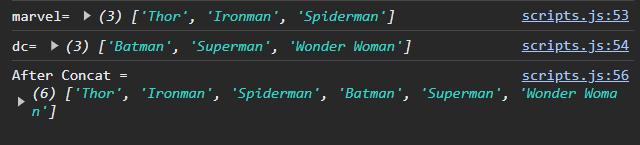 marvel= ▶ (3) ['Thor', 'Ironman', 'Spiderman'] scripts.js:53
dc= ▶ (3) ['Batman', 'Superman', 'Wonder Woman'] scripts.js:54
After Concat = scripts.js:56
▶ (6) ['Thor', 'Ironman', 'Spiderman', 'Batman', 'Superman', 'Wonder Woma
n']